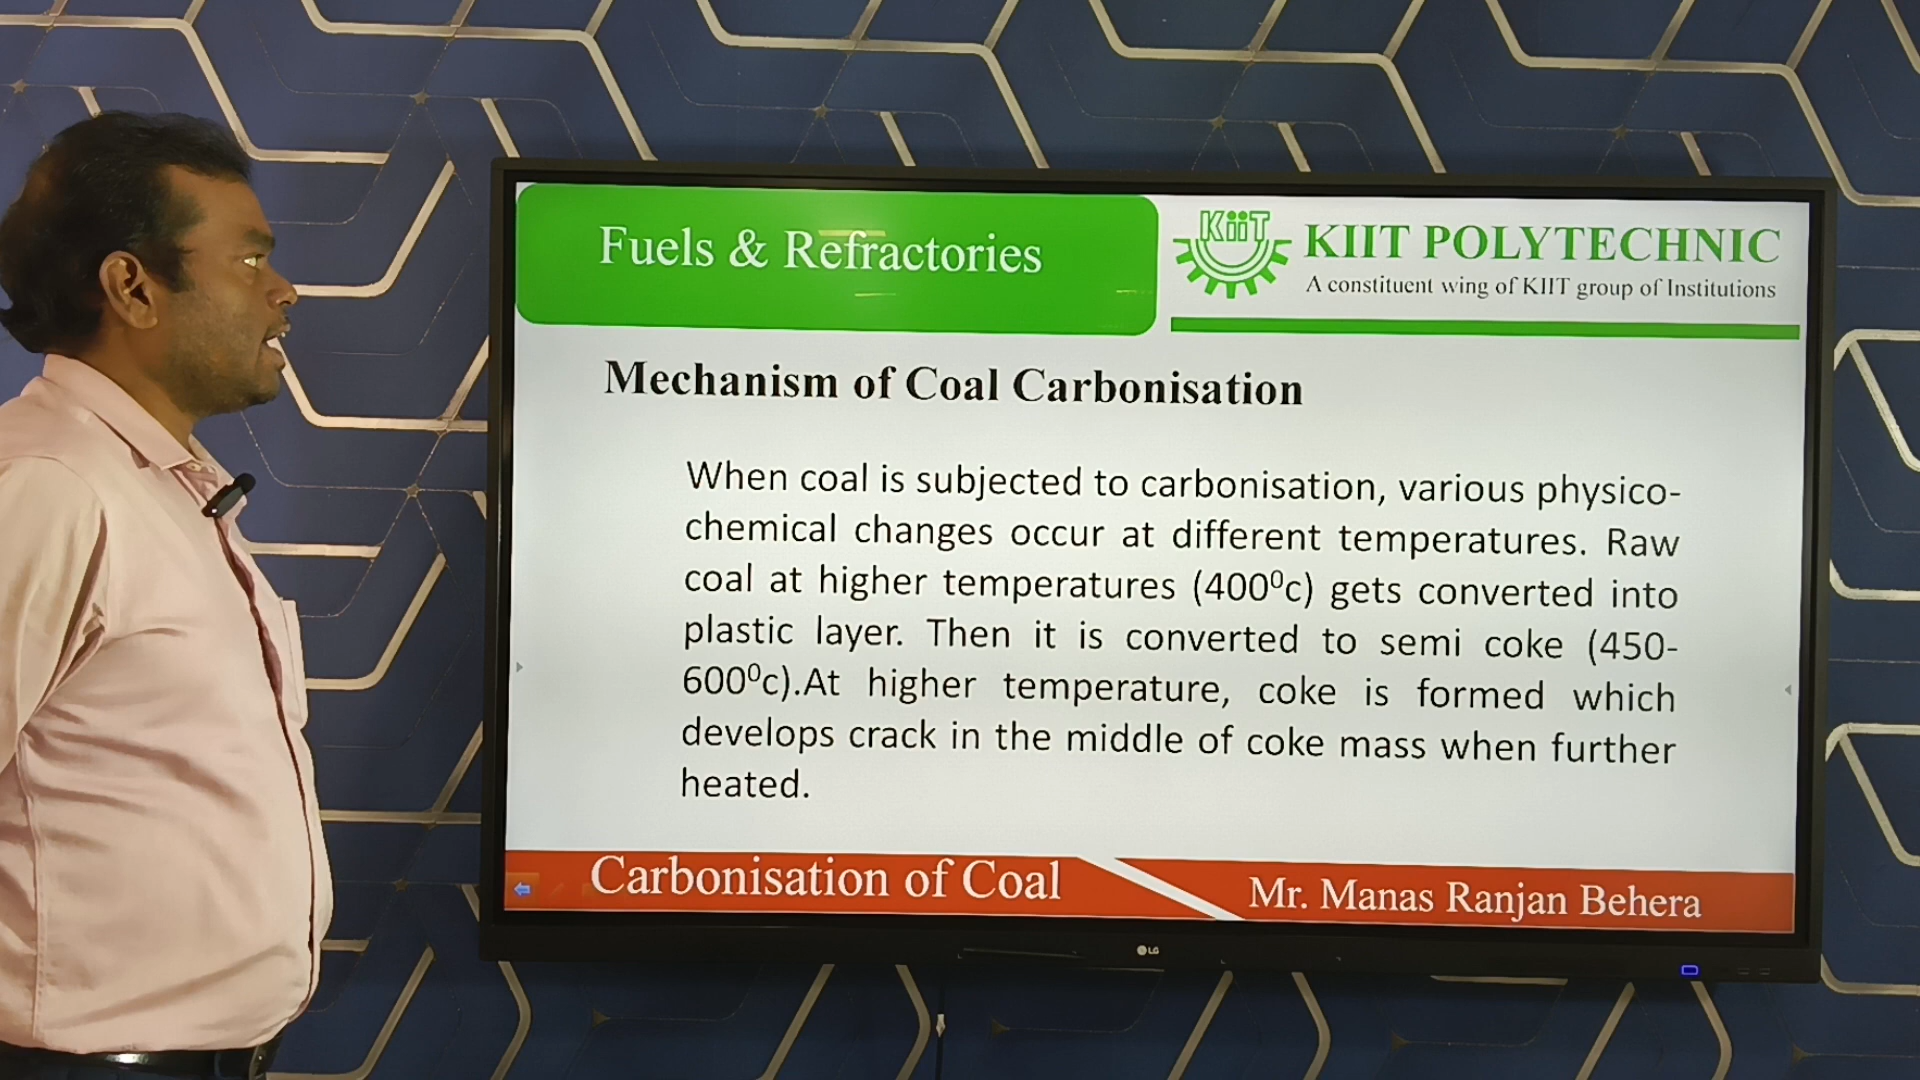 Fuels & Refractories
KiiT
KIIT POLYTECHNIC
A constituent wing of KIIT group of Institutions
Mechanism of Coal Carbonisation
When coal is subjected to carbonisation, various physico-
chemical changes occur at different temperatures. Raw
coal at higher temperatures (400⁰c) gets converted into
plastic layer. Then it is converted to semi coke (450-
600⁰c).At higher temperature, coke is formed which
develops crack in the middle of coke mass when further
heated.
Carbonisation of Coal
Mr. Manas Ranjan Behera
LG